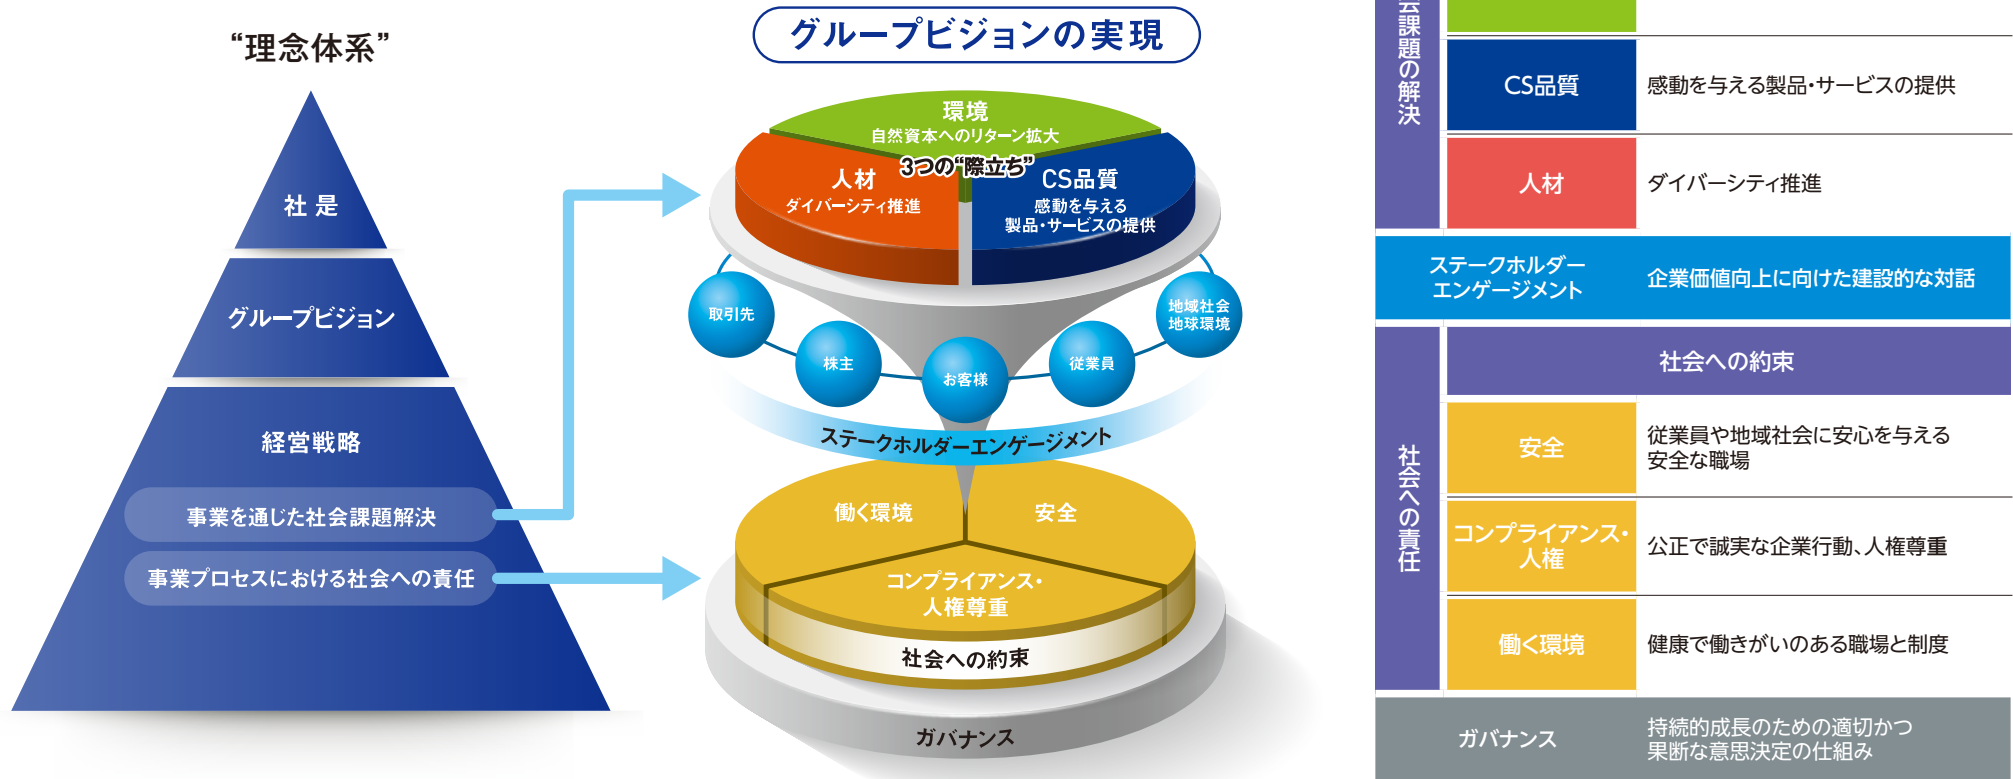 “理念体系”
社是
グループビジョン
経営戦略
事業を通じた社会課題解決
事業プロセスにおける社会への責任
グループビジョンの実現
環境
自然資本へのリターン拡大
3つの“際立ち”
人材
ダイバーシティ推進
CS品質
感動を与える
製品・サービスの提供
取引先
株主
お客様
従業員
地域社会
地球環境
ステークホルダーエンゲージメント
働く環境
安全
コンプライアンス・
人権尊重
社会への約束
ガバナンス
会課題の解決
CS品質
感動を与える製品・サービスの提供
人材
ダイバーシティ推進
ステークホルダー
エンゲージメント
企業価値向上に向けた建設的な対話
社会への責任
社会への約束
安全
従業員や地域社会に安心を与える
安全な職場
コンプライアンス・
人権
公正で誠実な企業行動、人権尊重
働く環境
健康で働きがいのある職場と制度
ガバナンス
持続的成長のための適切かつ
果断な意思決定の仕組み